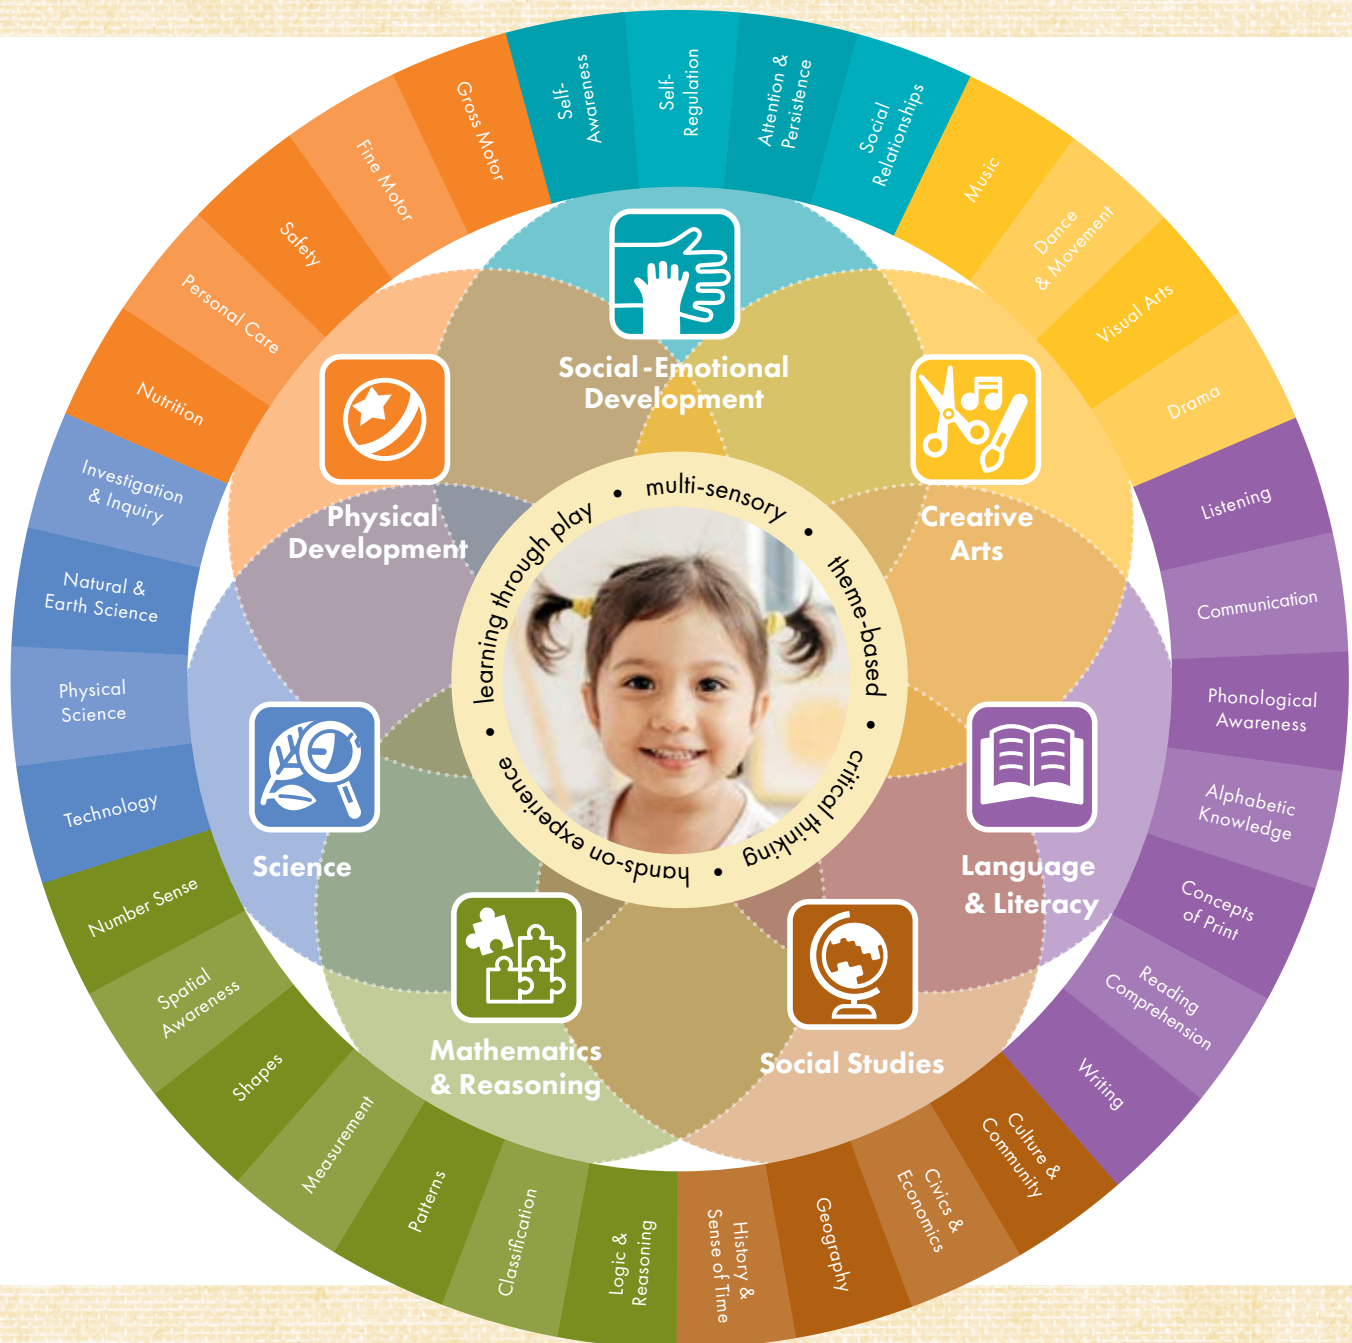 Self-
Awareness
Self-
Regulation
Attention &
Persistence
Social
Relationships
Music
Dance
& Movement
Visual Arts
Drama
Listening
Communication
Phonological
Awareness
Alphabetic
Knowledge
Concepts
of Print
Reading
Comprehension
Writing
Culture &
Community
Civics &
Economics
Geography
History &
Sense of Time
Logic &
Reasoning
Classification
Patterns
Measurement
Shapes
Spatial
Awareness
Number Sense
Technology
Physical
Science
Natural &
Earth Science
Investigation
& Inquiry
Nutrition
Personal Care
Safety
Fine Motor
Gross Motor
Social-Emotional
Development
Creative
Arts
Language
& Literacy
Social Studies
Mathematics
& Reasoning
Science
Physical
Development
learning through play • multi-sensory • theme-based • critical thinking • hands-on experience •